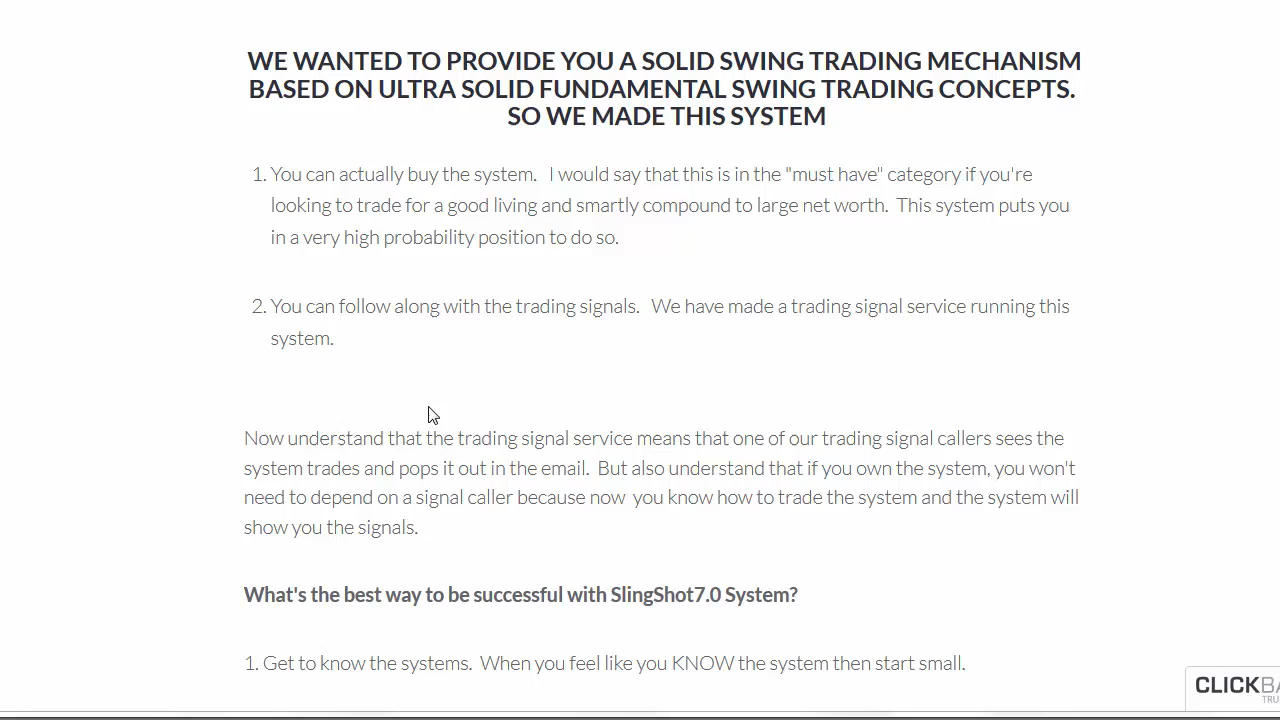 WE WANTED TO PROVIDE YOU A SOLID SWING TRADING MECHANISM
BASED ON ULTRA SOLID FUNDAMENTAL SWING TRADING CONCEPTS.
SO WE MADE THIS SYSTEM
1. You can actually buy the system. I would say that this is in the "must have" category if you're
looking to trade for a good living and smartly compound to large net worth. This system puts you
in a very high probability position to do so.
2. You can follow along with the trading signals. We have made a trading signal service running this
system.
Now understand that the trading signal service means that one of our trading signal callers sees the
system trades and pops it out in the email. But also understand that if you own the system, you won't
need to depend on a signal caller because now you know how to trade the system and the system will
show you the signals.
What's the best way to be successful with SlingShot7.0 System?
1. Get to know the systems. When you feel like you KNOW the system then start small.